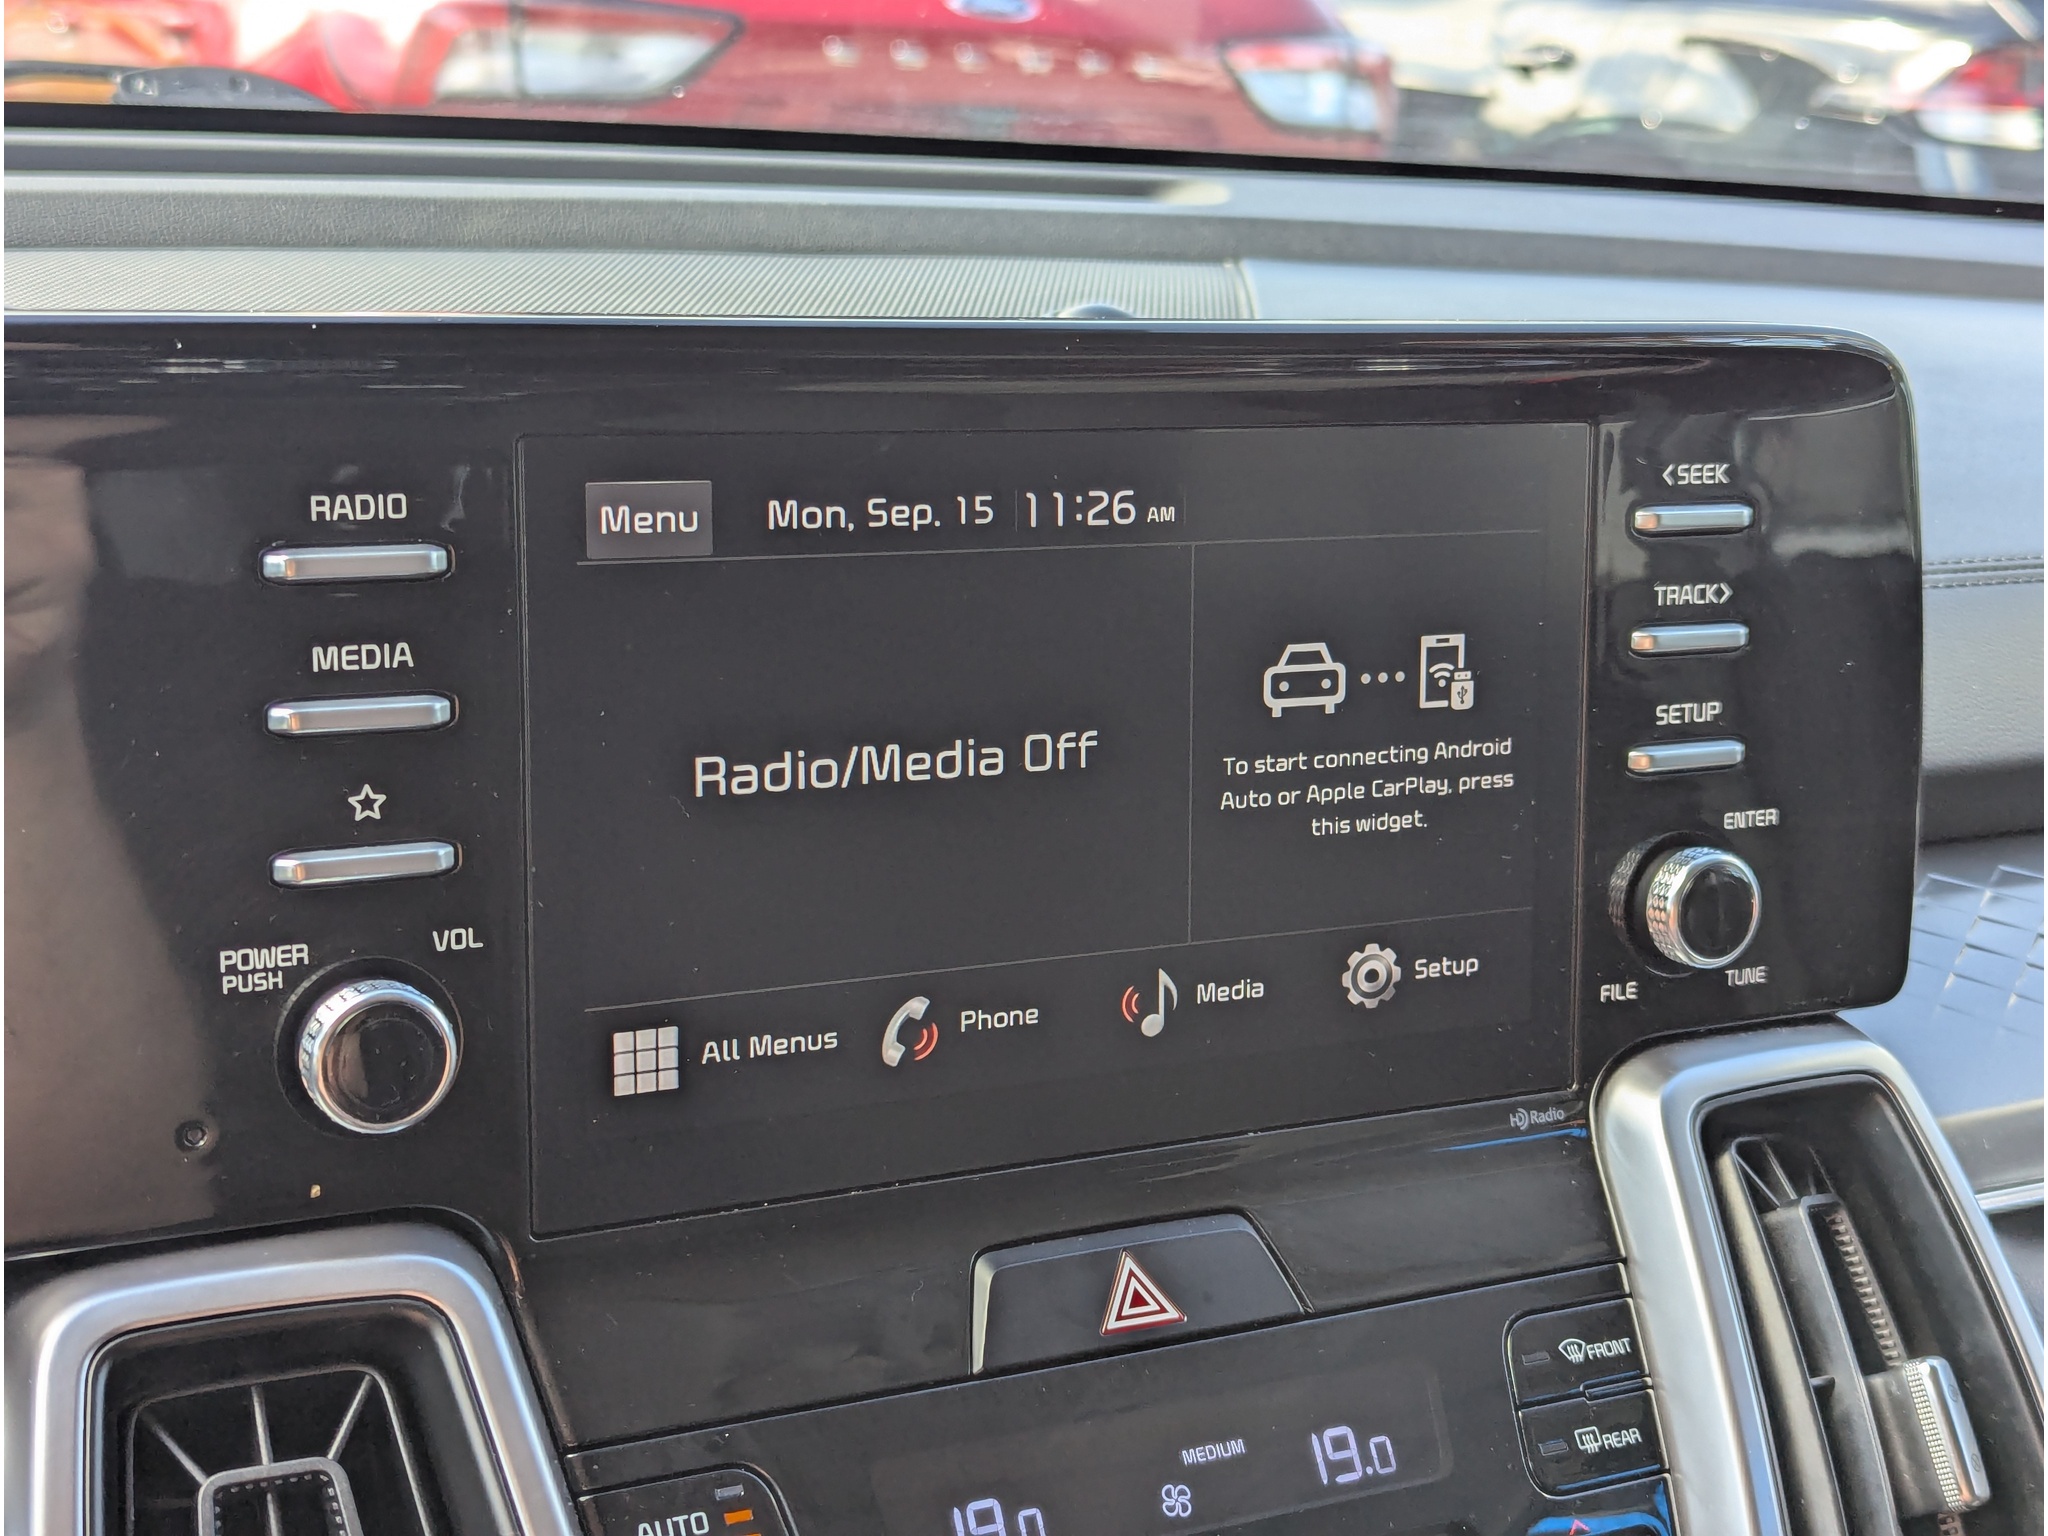 RADIO
MEDIA
POWER
PUSH
VOL
Menu
Mon, Sep. 15
11:26 AM
Radio/Media Off
To start connecting Android
Auto or Apple CarPlay, press
this widget.
All Menus
Phone
Media
Setup
HD Radio
<SEEK
TRACK>
SETUP
ENTER
FILE
TUNE
FRONT
REAR
MEDIUM
19.0
19.0
AUTO